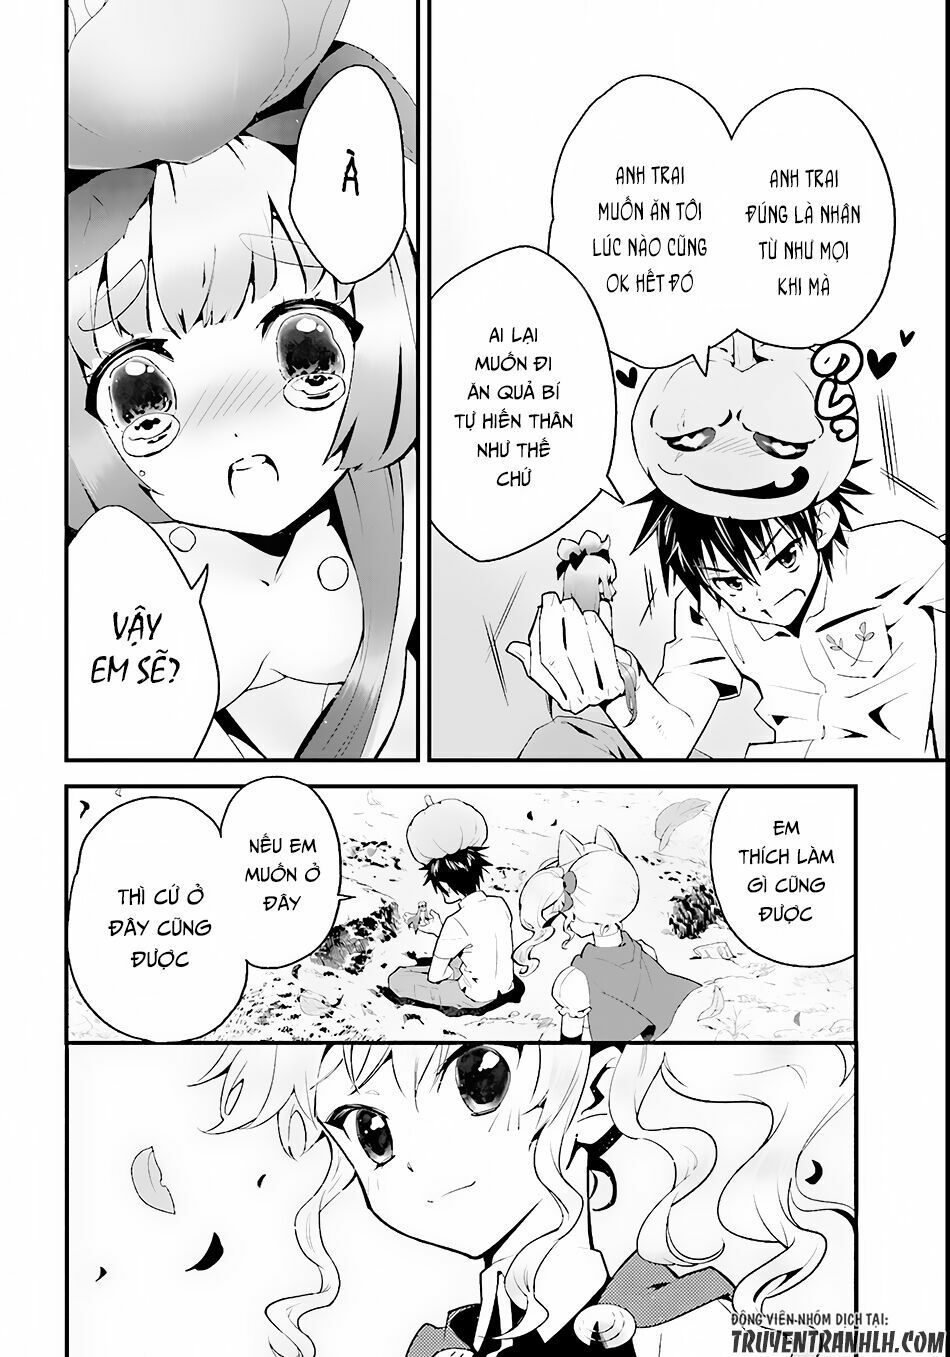 ANH TRAI
ĐÚNG LÀ NHÂN
TỪ NHƯ MỌI
KHI MÀ
ANH TRAI
MUỐN ĂN TÔI
LÚC NÀO CŨNG
OK HẾT ĐÓ
AI LẠI
MUỐN ĐI
ĂN QUẢ BÍ
TỰ HIẾN THÂN
NHƯ THẾ
CHỨ
À
VẬY
EM SẼ?
EM
THÍCH LÀM
GÌ CŨNG
ĐƯỢC
NẾU EM
MUỐN Ở
ĐÂY
THÌ CỨ Ở
ĐÂY CŨNG
ĐƯỢC
ĐỘNG VIÊN NHÓM DỊCH TẠI:
TRUYENTRANHLH.COM